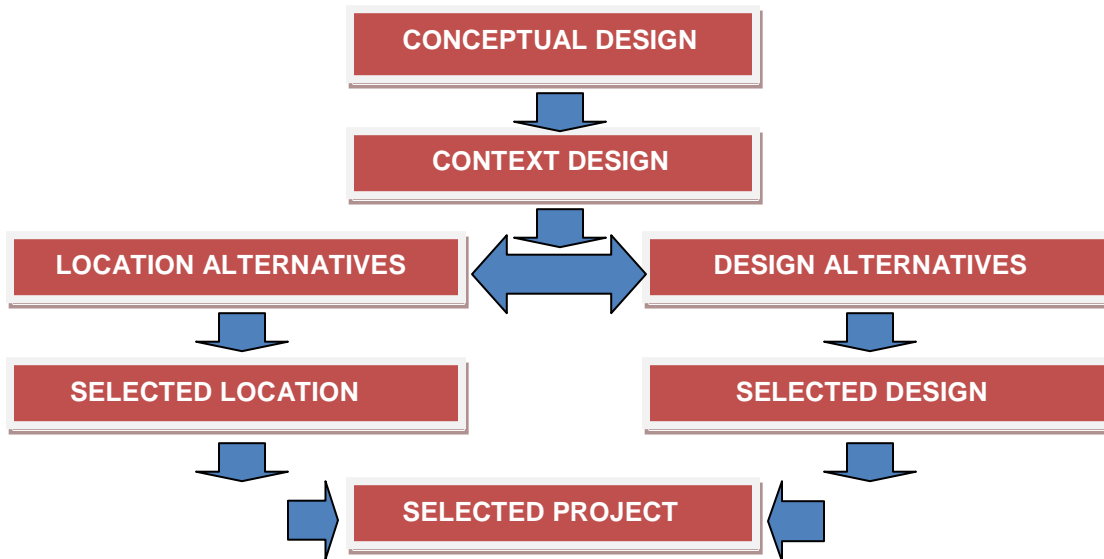 CONCEPTUAL DESIGN
CONTEXT DESIGN
LOCATION ALTERNATIVES
DESIGN ALTERNATIVES
SELECTED LOCATION
SELECTED DESIGN
SELECTED PROJECT